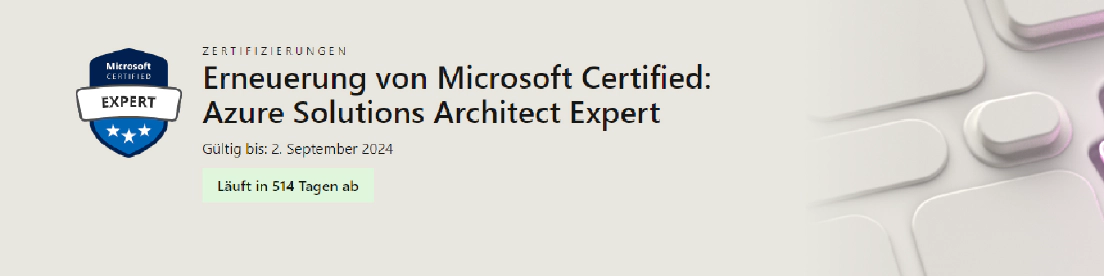 Microsoft
CERTIFIED
EXPERT
ZERTIFIZIERUNGEN
Erneuerung von Microsoft Certified:
Azure Solutions Architect Expert
Gültig bis: 2. September 2024
Läuft in 514 Tagen ab